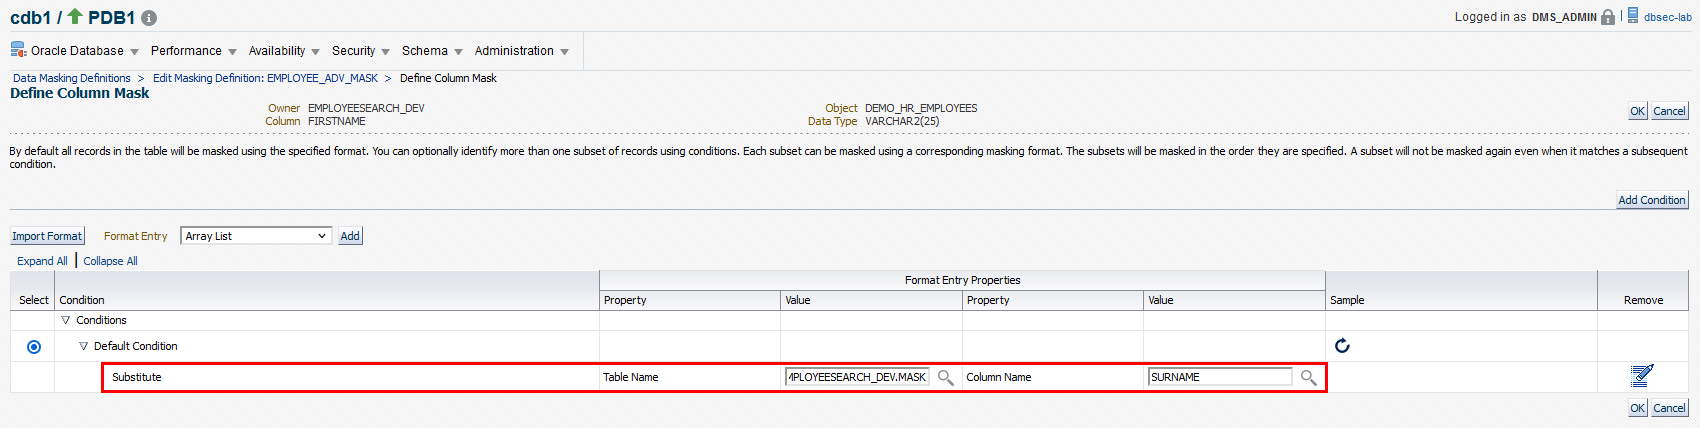 cdb1 / PDB1
Logged in as DMS_ADMIN | dbsec-lab
Oracle Database Performance Availability Security Schema Administration
Data Masking Definitions > Edit Masking Definition: EMPLOYEE_ADV_MASK > Define Column Mask
Define Column Mask
Owner EMPLOYEESEARCH_DEV Object DEMO_HR_EMPLOYEES
Column FIRSTNAME Data Type VARCHAR2(25)
OK Cancel
By default all records in the table will be masked using the specified format. You can optionally identify more than one subset of records using conditions. Each subset can be masked using a corresponding masking format. The subsets will be masked in the order they are specified. A subset will not be masked again even when it matches a subsequent
condition.
Add Condition
Import Format Format Entry Array List Add
Expand All | Collapse All
Format Entry Properties
Select Condition Property Value Property Value Sample Remove
Conditions
Default Condition
Substitute Table Name MPLOYEESEARCH_DEV.MASK Column Name SURNAME
OK Cancel